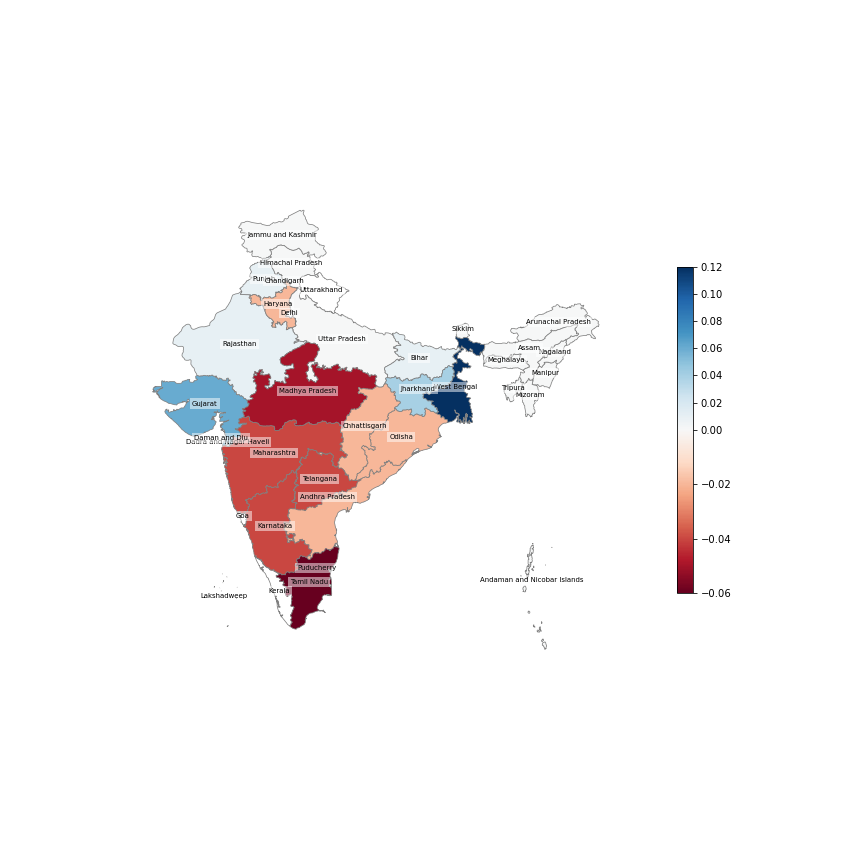 Jammu and Kashmir
Himachal Pradesh
Punjab
Chandigarh
Uttarakhand
Haryana
Delhi
Rajasthan
Uttar Pradesh
Bihar
Sikkim
Arunachal Pradesh
Assam
Nagaland
Meghalaya
Manipur
Tripura
Mizoram
Madhya Pradesh
Jharkhand
West Bengal
Gujarat
Chhattisgarh
Odisha
Daman and Diu
Dadra and Nagar Haveli
Maharashtra
Telangana
Andhra Pradesh
Goa
Karnataka
Puducherry
Tamil Nadu
Kerala
Lakshadweep
Andaman and Nicobar Islands
0.12
0.10
0.08
0.06
0.04
0.02
0.00
−0.02
−0.04
−0.06